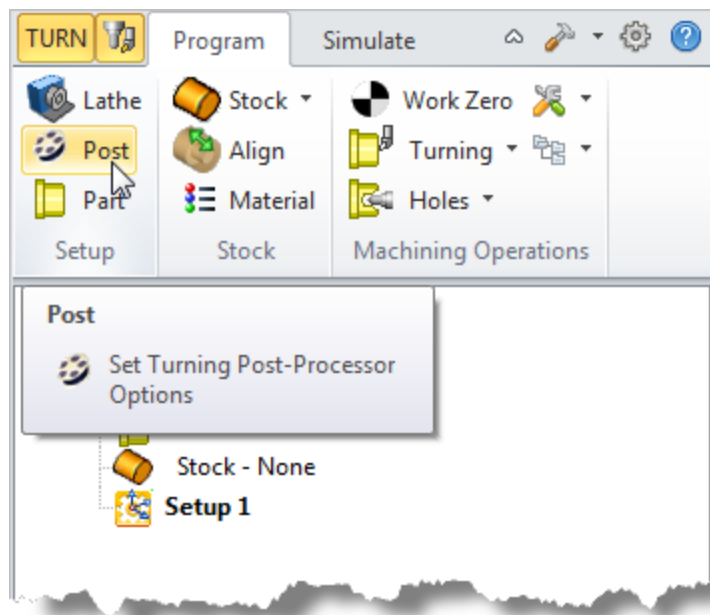 TURN Program Simulate
Lathe Stock Work Zero
Post Align Turning
Part Material Holes
Setup Stock Machining Operations
Post
Set Turning Post-Processor
Options
Stock - None
Setup 1